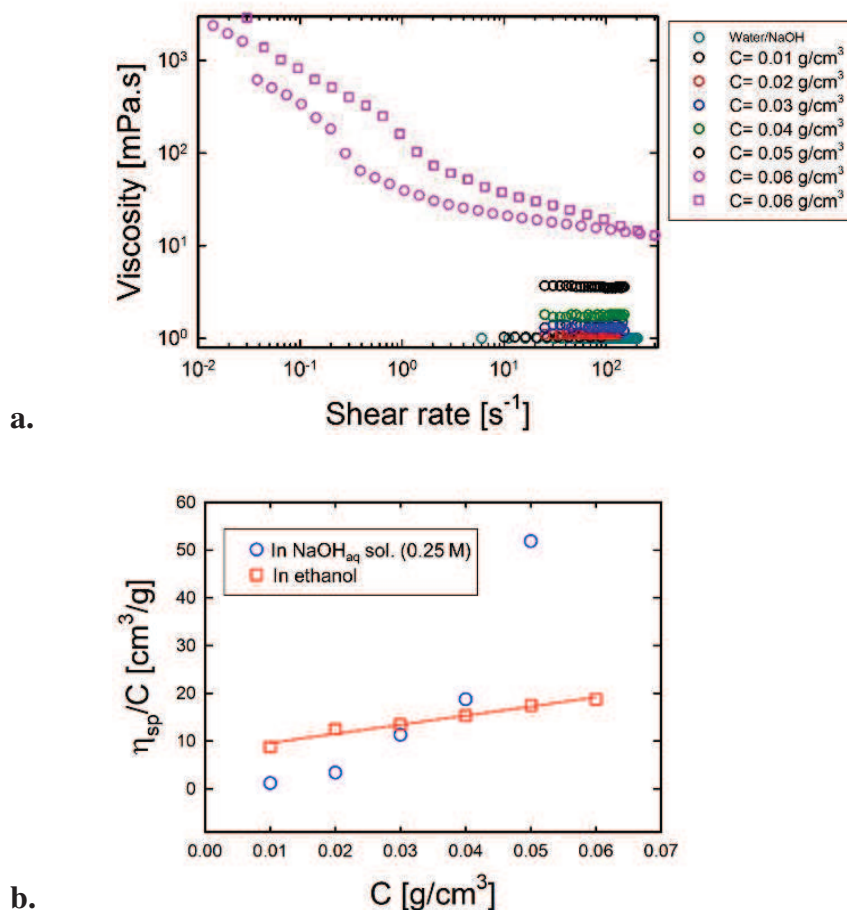 Viscosity [mPa.s]
10³
10²
10¹
10⁰
10⁻² 10⁻¹ 10⁰ 10¹ 10²
Shear rate [s⁻¹]
Water/NaOH
C= 0.01 g/cm³
C= 0.02 g/cm³
C= 0.03 g/cm³
C= 0.04 g/cm³
C= 0.05 g/cm³
C= 0.06 g/cm³
C= 0.06 g/cm³
a.
ηsp/C [cm³/g]
60
50
40
30
20
10
0
In NaOHaq sol. (0.25 M)
In ethanol
0.00 0.01 0.02 0.03 0.04 0.05 0.06 0.07
C [g/cm³]
b.